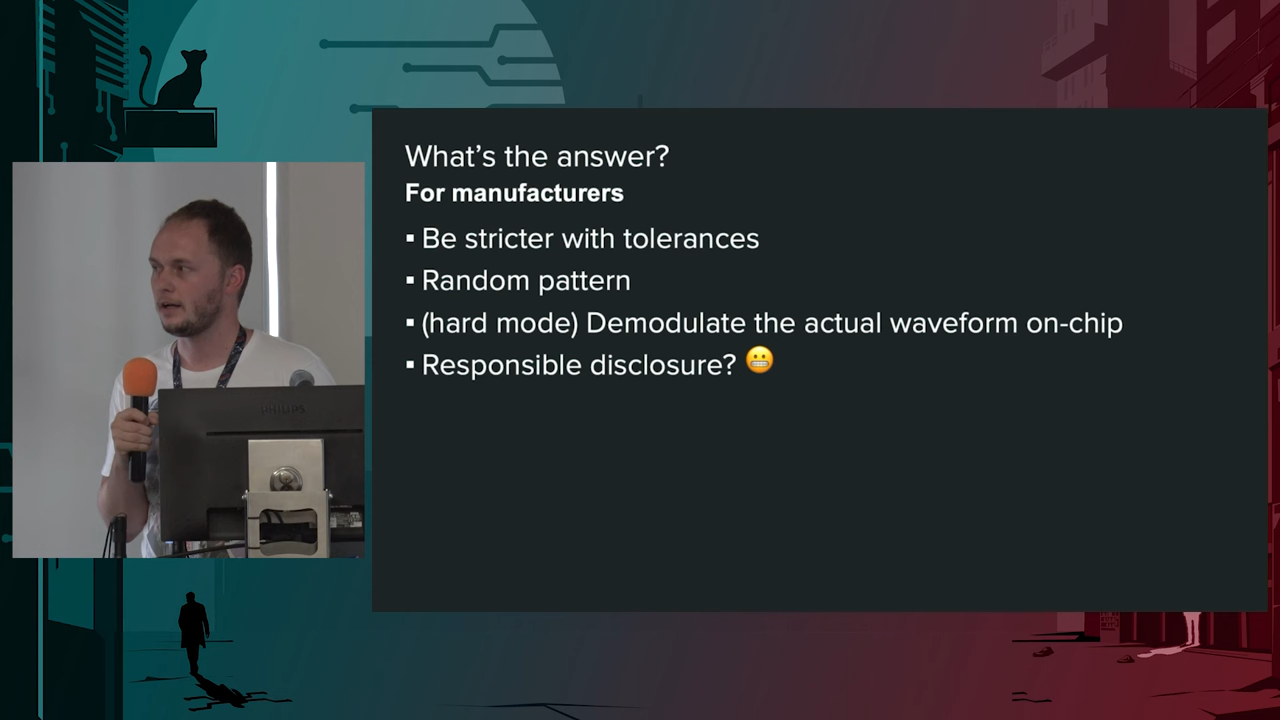 What's the answer?
For manufacturers
▪ Be stricter with tolerances
▪ Random pattern
▪ (hard mode) Demodulate the actual waveform on-chip
▪ Responsible disclosure? 😬
PHILIPS